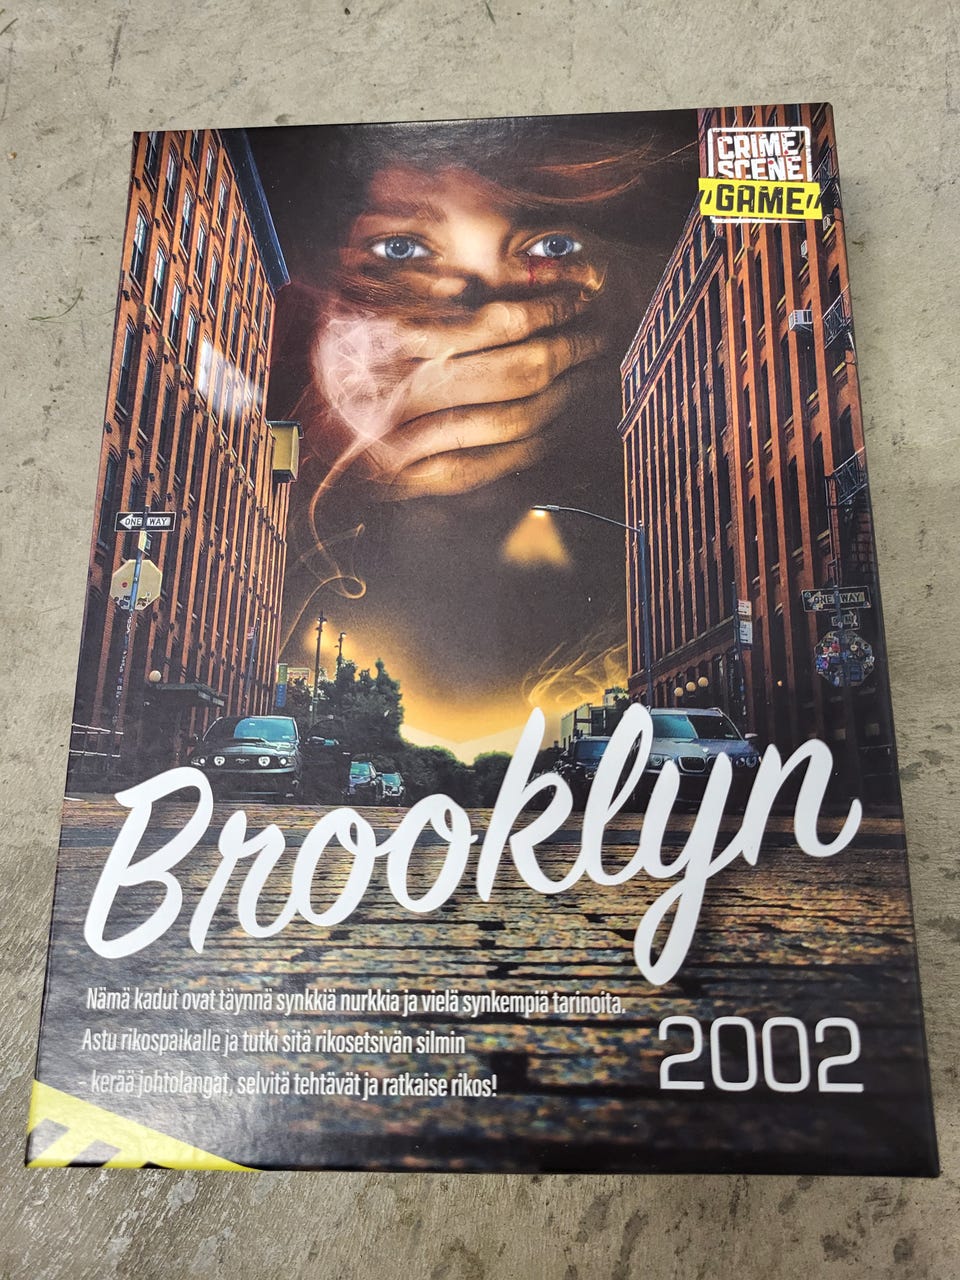 CRIME
SCENE
GAME
ONE WAY
ONE WAY
Brooklyn
Nämä kadut ovat täynnä synkkiä nurkkia ja vielä synkempiä tarinoita.
Astu rikospaikalle ja tutki sitä rikosetsivän silmin
- kerää johtolangat, selvitä tehtävät ja ratkaise rikos!
2002